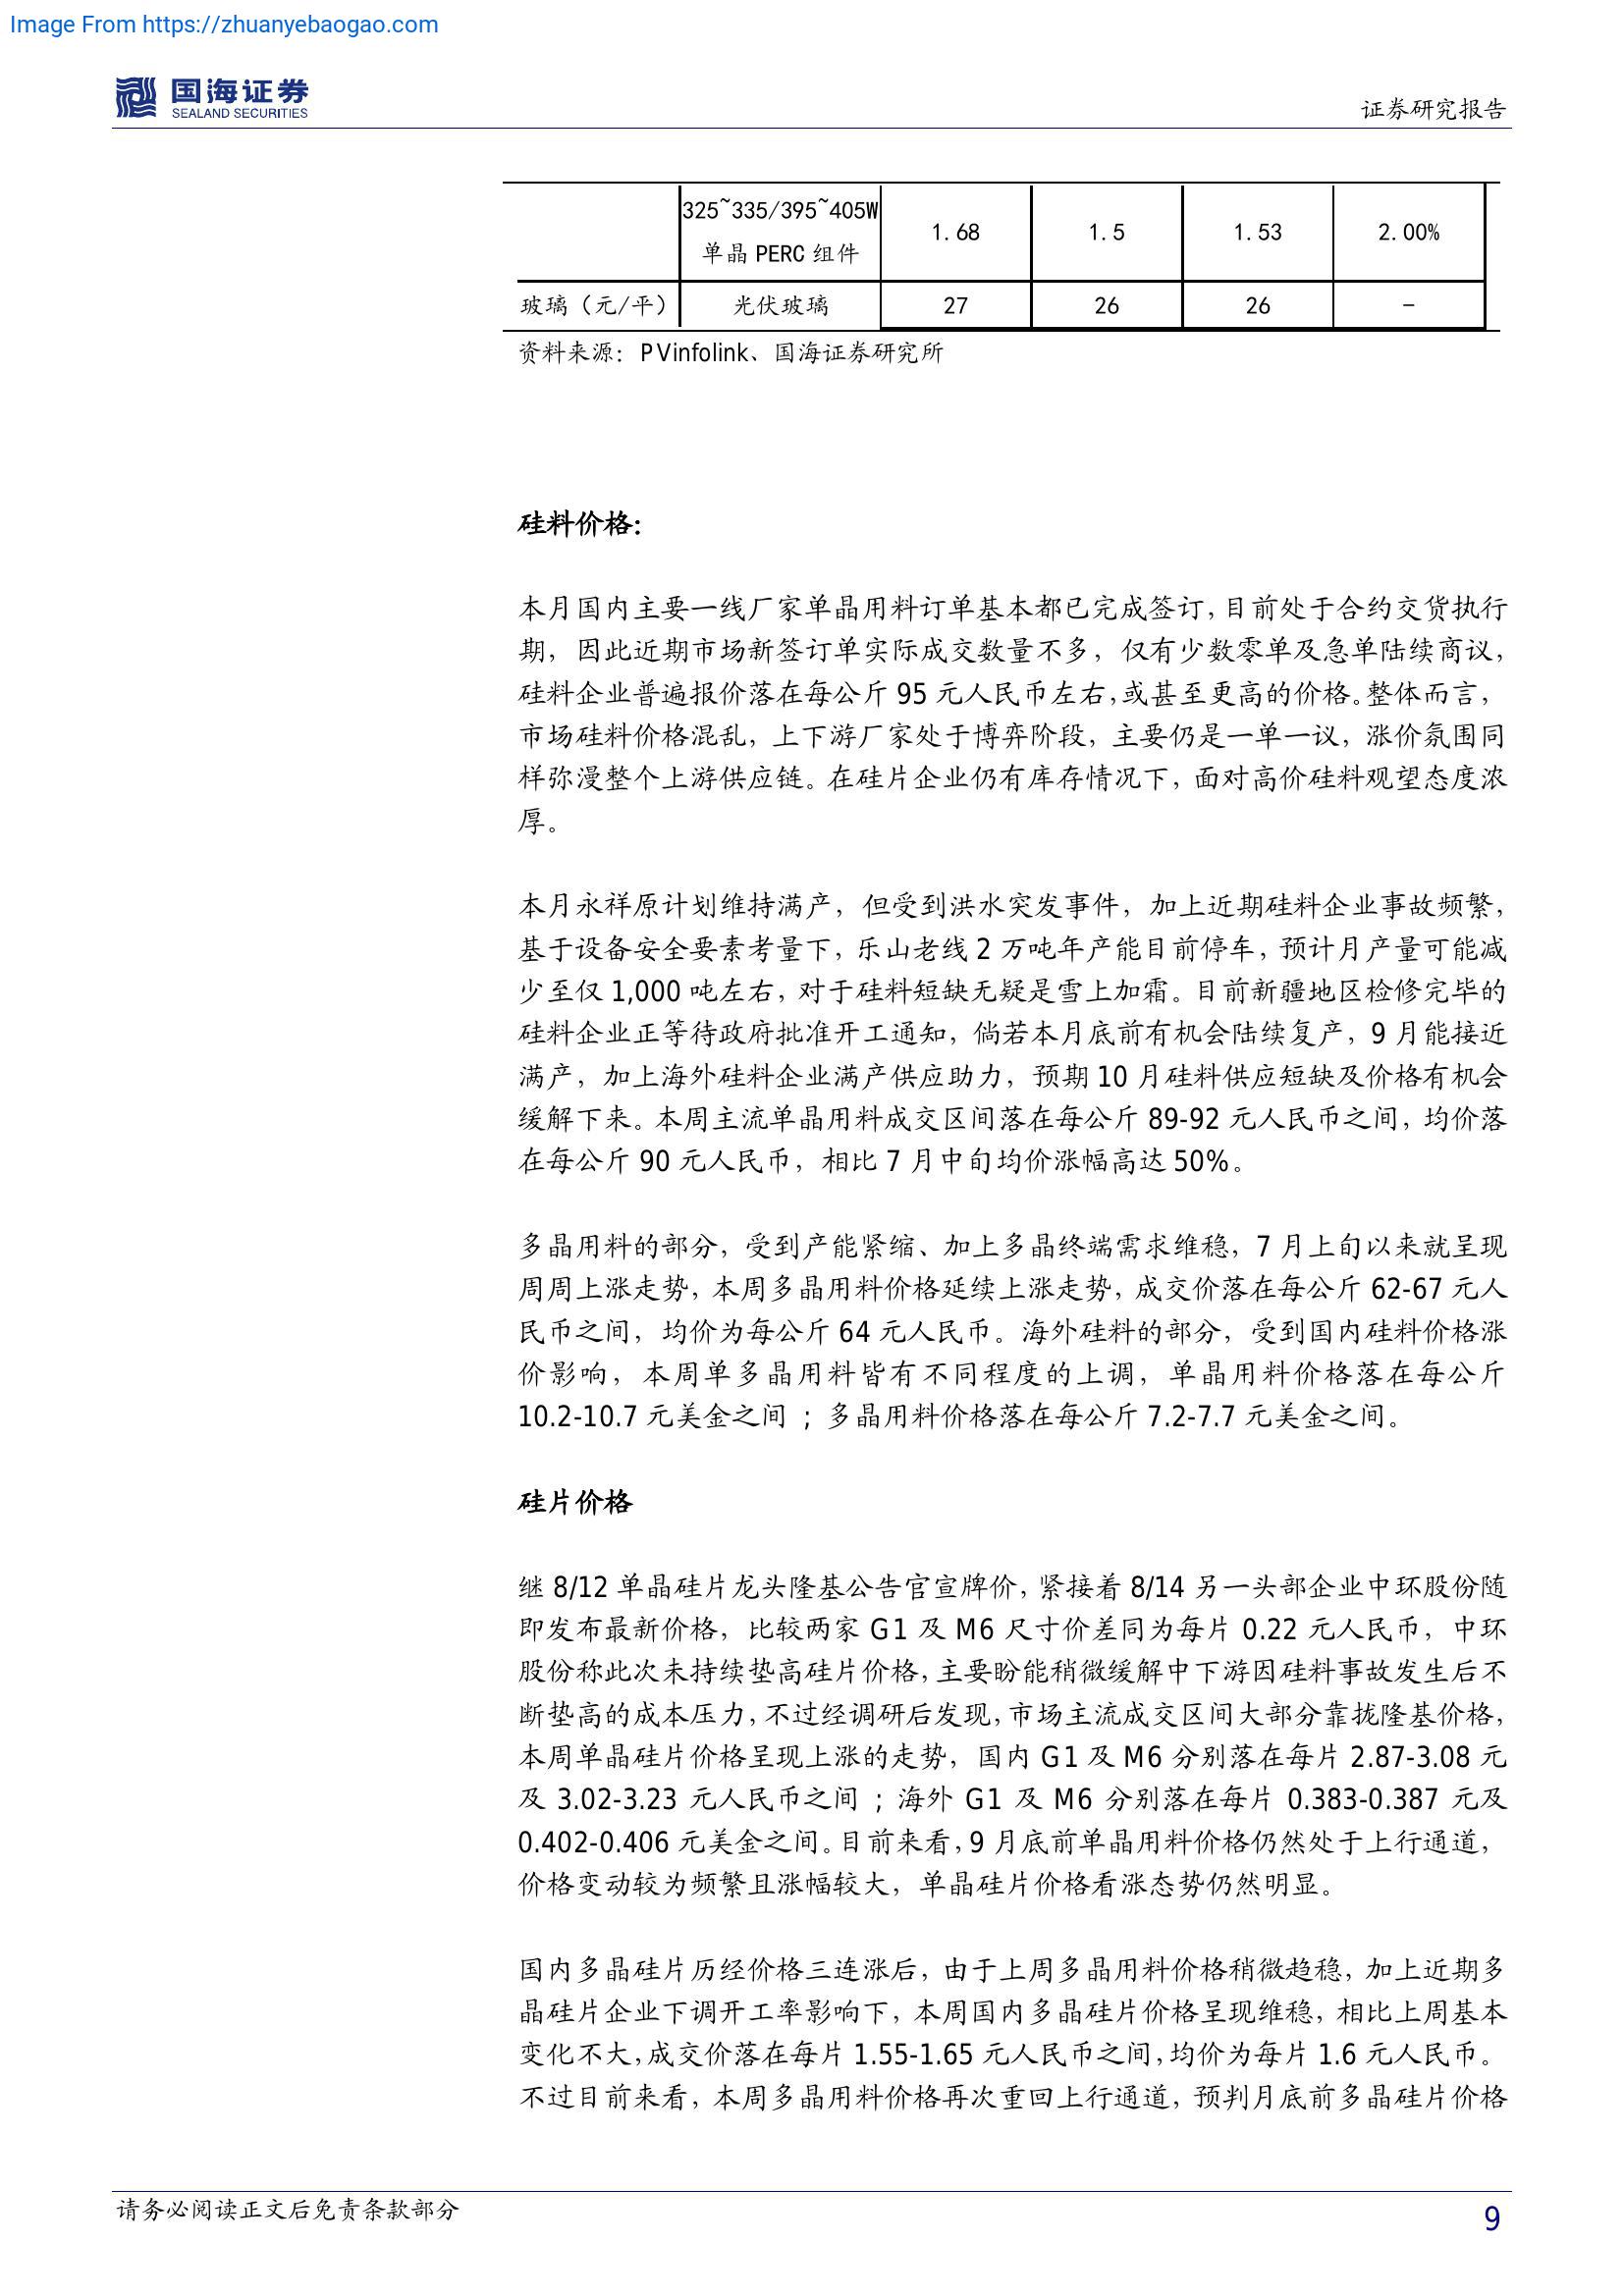 Image From https://zhuanyebaogao.com
国海证券
SEALAND SECURITIES
证券研究报告
325~335/395~405W
单晶 PERC 组件
1.68
1.5
1.53
2.00%
玻璃（元/平）
光伏玻璃
27
26
26
-
资料来源：PVinfolink、国海证券研究所
硅料价格：
本月国内主要一线厂家单晶用料订单基本都已完成签订，目前处于合约交货执行
期，因此近期市场新签订单实际成交数量不多，仅有少数零单及急单陆续商议，
硅料企业普遍报价落在每公斤 95 元人民币左右，或甚至更高的价格。整体而言，
市场硅料价格混乱，上下游厂家处于博弈阶段，主要仍是一单一议，涨价氛围同
样弥漫整个上游供应链。在硅片企业仍有库存情况下，面对高价硅料观望态度浓
厚。
本月永祥原计划维持满产，但受到洪水突发事件，加上近期硅料企业事故频繁，
基于设备安全要素考量下，乐山老线 2 万吨年产能目前停车，预计月产量可能减
少至仅 1,000 吨左右，对于硅料短缺无疑是雪上加霜。目前新疆地区检修完毕的
硅料企业正等待政府批准开工通知，倘若本月底前有机会陆续复产，9 月能接近
满产，加上海外硅料企业满产供应助力，预期 10 月硅料供应短缺及价格有机会
缓解下来。本周主流单晶用料成交区间落在每公斤 89-92 元人民币之间，均价落
在每公斤 90 元人民币，相比 7 月中旬均价涨幅高达 50%。
多晶用料的部分，受到产能紧缩、加上多晶终端需求维稳，7 月上旬以来就呈现
周周上涨走势，本周多晶用料价格延续上涨走势，成交价落在每公斤 62-67 元人
民币之间，均价为每公斤 64 元人民币。海外硅料的部分，受到国内硅料价格涨
价影响，本周单多晶用料皆有不同程度的上调，单晶用料价格落在每公斤
10.2-10.7 元美金之间 ；多晶用料价格落在每公斤 7.2-7.7 元美金之间。
硅片价格
继 8/12 单晶硅片龙头隆基公告官宣牌价，紧接着 8/14 另一头部企业中环股份随
即发布最新价格，比较两家 G1 及 M6 尺寸价差同为每片 0.22 元人民币，中环
股份称此次未持续垫高硅片价格，主要盼能稍微缓解中下游因硅料事故发生后不
断垫高的成本压力，不过经调研后发现，市场主流成交区间大部分靠拢隆基价格，
本周单晶硅片价格呈现上涨的走势，国内 G1 及 M6 分别落在每片 2.87-3.08 元
及 3.02-3.23 元人民币之间 ；海外 G1 及 M6 分别落在每片 0.383-0.387 元及
0.402-0.406 元美金之间。目前来看，9 月底前单晶用料价格仍然处于上行通道，
价格变动较为频繁且涨幅较大，单晶硅片价格看涨态势仍然明显。
国内多晶硅片历经价格三连涨后，由于上周多晶用料价格稍微趋稳，加上近期多
晶硅片企业下调开工率影响下，本周国内多晶硅片价格呈现维稳，相比上周基本
变化不大，成交价落在每片 1.55-1.65 元人民币之间，均价为每片 1.6 元人民币。
不过目前来看，本周多晶用料价格再次重回上行通道，预判月底前多晶硅片价格
请务必阅读正文后免责条款部分
9